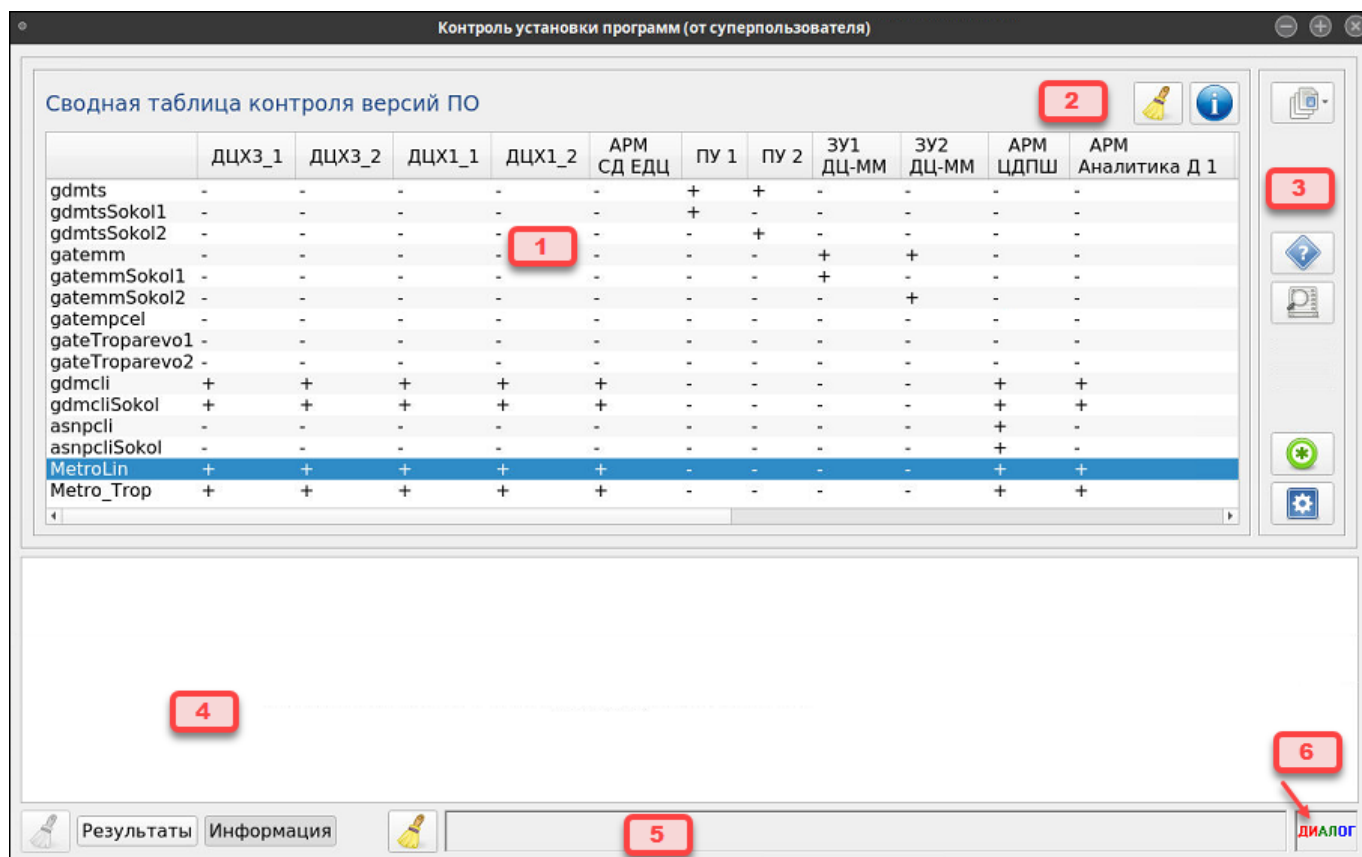 Контроль установки программ (от суперпользователя)
Сводная таблица контроля версий ПО
2
ДЦХ3_1 ДЦХ3_2 ДЦХ1_1 ДЦХ1_2 АРМ СД ЕДЦ ПУ 1 ПУ 2 ЗУ1 ДЦ-ММ ЗУ2 ДЦ-ММ АРМ ЦДПШ АРМ Аналитика Д 1
gdmts - - - - - + + - - - -
3
gdmtsSokol1 - - - - - + - - - - -
gdmtsSokol2 - - - - - - + - - - -
1
gatemm - - - - - - - + + - -
gatemmSokol1 - - - - - - - + - - -
gatemmSokol2 - - - - - - - - + - -
gatempcel - - - - - - - - - - -
gateTroparevo1 - - - - - - - - - - -
gateTroparevo2 - - - - - - - - - - -
gdmcli + + + + + - - - - + +
gdmcliSokol + + + + + - - - - + +
asnpcli - - - - - - - - - + -
asnpcliSokol - - - - - - - - - + -
MetroLin + + + + + - - - - + +
Metro_Trop + + + + + - - - - + +
4
6
Результаты Информация 5 ДИАЛОГ